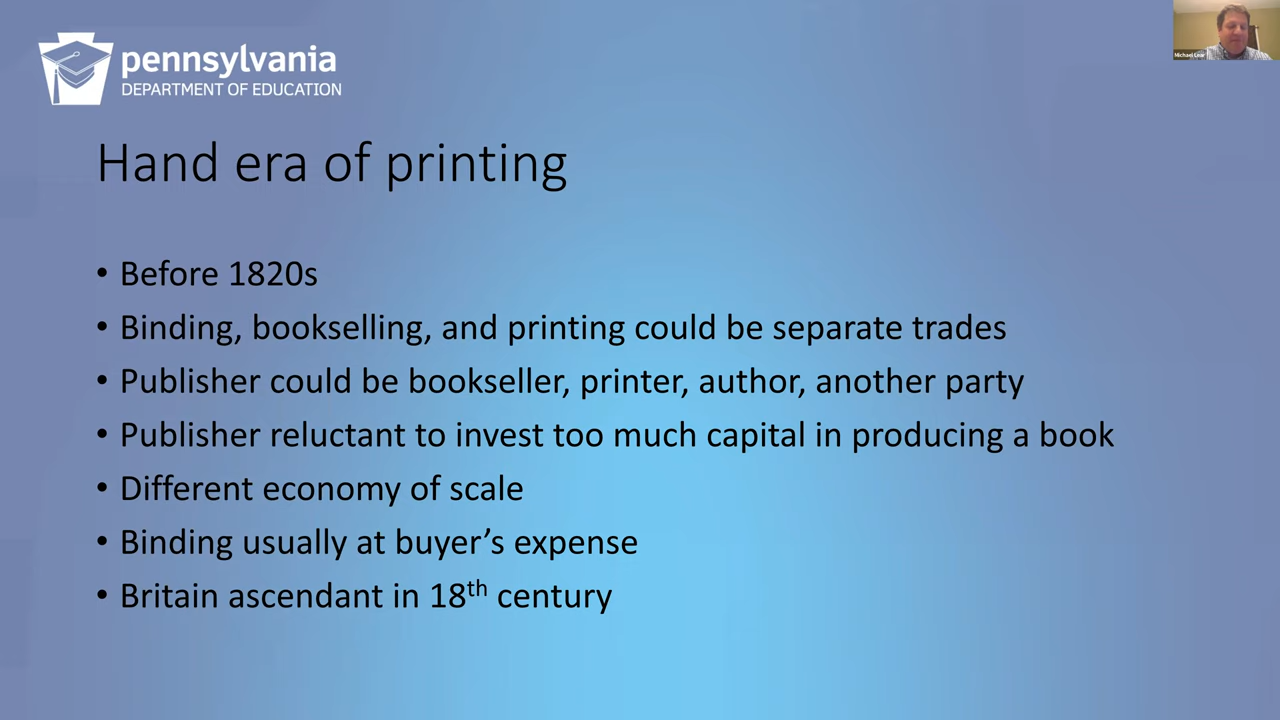 pennsylvania
DEPARTMENT OF EDUCATION
Michael Lear
Hand era of printing
• Before 1820s
• Binding, bookselling, and printing could be separate trades
• Publisher could be bookseller, printer, author, another party
• Publisher reluctant to invest too much capital in producing a book
• Different economy of scale
• Binding usually at buyer’s expense
• Britain ascendant in 18th century